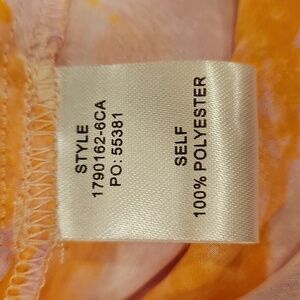 STYLE
1790162-6CA
PO: 55381
SELF
100% POLYESTER